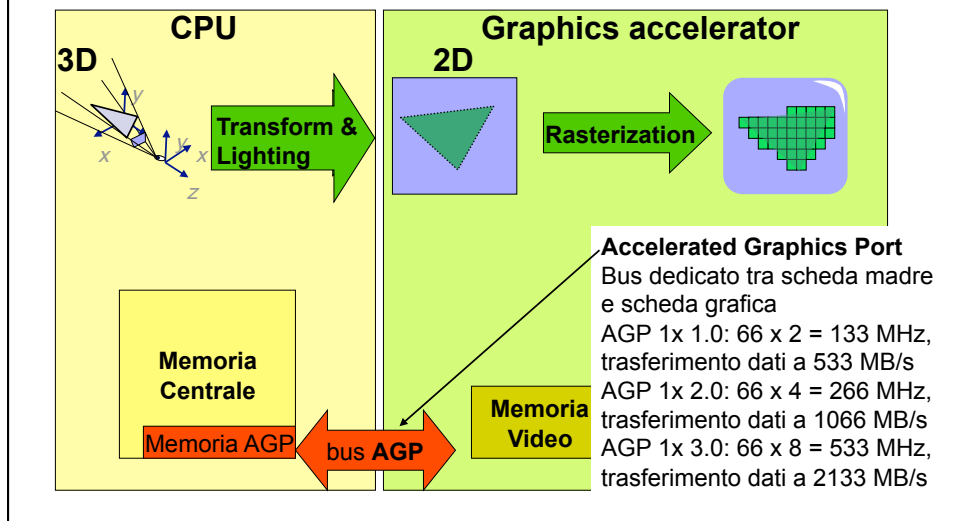 CPU
Graphics accelerator
3D
2D
y
x
y
x
z
Transform &
Lighting
Rasterization
Accelerated Graphics Port
Bus dedicato tra scheda madre
e scheda grafica
AGP 1x 1.0: 66 x 2 = 133 MHz,
trasferimento dati a 533 MB/s
AGP 1x 2.0: 66 x 4 = 266 MHz,
trasferimento dati a 1066 MB/s
AGP 1x 3.0: 66 x 8 = 533 MHz,
trasferimento dati a 2133 MB/s
Memoria
Centrale
Memoria AGP
bus AGP
Memoria
Video